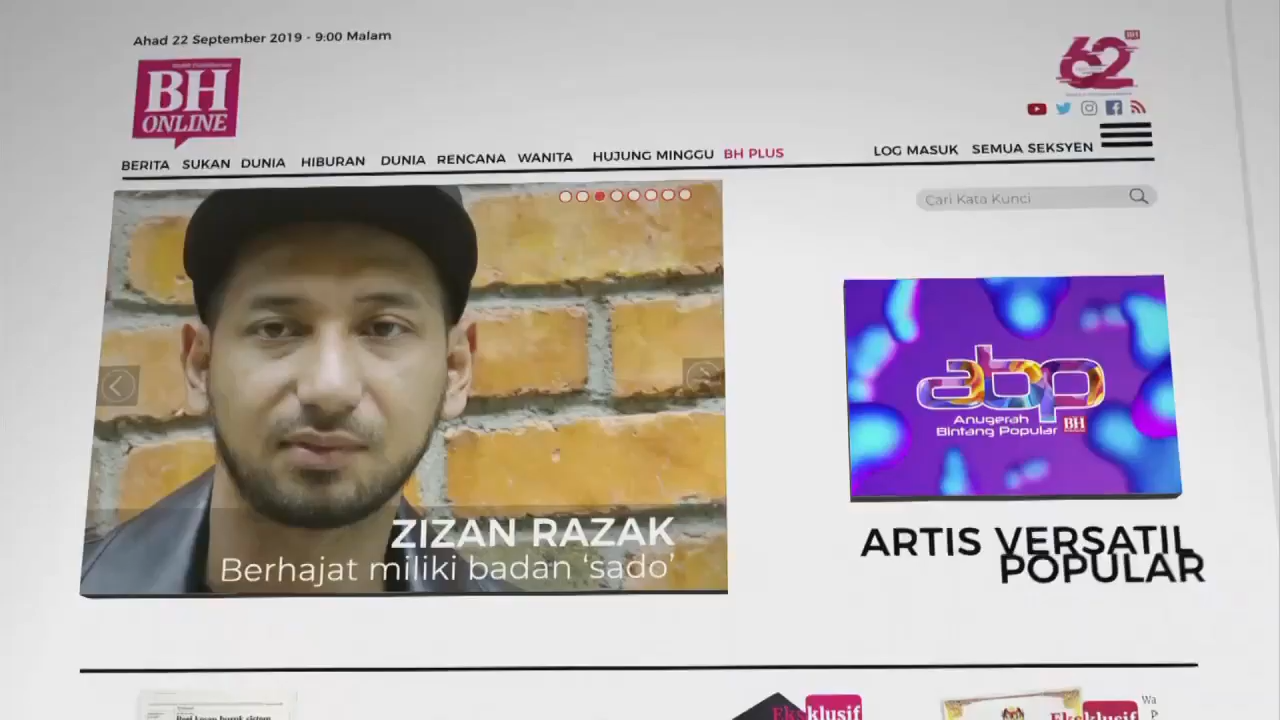 Ahad 22 September 2019 - 9:00 Malam
BH
ONLINE
62
BH
BERITA SUKAN DUNIA HIBURAN DUNIA RENCANA WANITA HUJUNG MINGGU BH PLUS LOG MASUK SEMUA SEKSYEN
Cari Kata Kunci
ZIZAN RAZAK
Berhajat miliki badan ‘sado’
abp
Anugerah
Bintang Popular BH
ARTIS VERSATIL
POPULAR
Eksklusif
Eksklusif
Wa
P